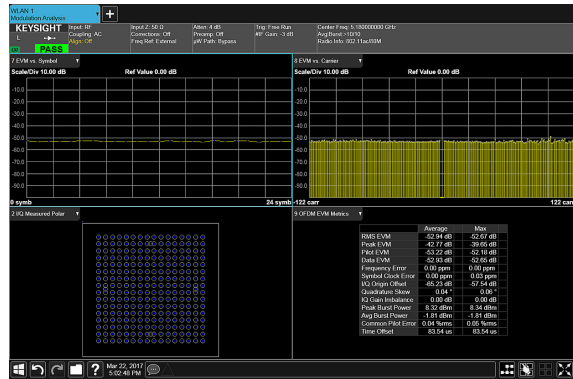 WLAN 1
Modulation Analysis
KEYSIGHT
L
PASS
Input: RF
Coupling: AC
Align: Off
Input Z: 50 Ω
Corrections: Off
Freq Ref: External
Atten: 4 dB
Preamp: Off
µW Path: Bypass
Trig: Free Run
#IF Gain: -3 dB
Center Freq: 5.180000000 GHz
Avg|Burst:>10/10
Radio Info: 802.11ac/80M
7 EVM vs. Symbol
Scale/Div 10.00 dB
Ref Value 0.00 dB
-10.0
-20.0
-30.0
-40.0
-50.0
-60.0
-70.0
-80.0
-90.0
0 symb
24 symb
8 EVM vs. Carrier
Scale/Div 10.00 dB
Ref Value 0.00 dB
-10.0
-20.0
-30.0
-40.0
-50.0
-60.0
-70.0
-80.0
-90.0
-122 carr
122 carr
2 I/Q Measured Polar
9 OFDM EVM Metrics
Average Max
RMS EVM -52.94 dB -52.67 dB
Peak EVM -42.77 dB -39.65 dB
Pilot EVM -53.22 dB -52.18 dB
Data EVM -52.93 dB -52.65 dB
Frequency Error 0.00 ppm 0.00 ppm
Symbol Clock Error 0.00 ppm 0.03 ppm
I/Q Origin Offset -65.23 dB -57.54 dB
Quadrature Skew 0.04 ° 0.06 °
IQ Gain Imbalance 0.00 dB 0.00 dB
Peak Burst Power 8.32 dBm 8.34 dBm
Avg Burst Power -1.81 dBm -1.81 dBm
Common Pilot Error 0.04 %rms 0.05 %rms
Time Offset 83.54 us 83.54 us
?
Mar 22, 2017
5:02:48 PM